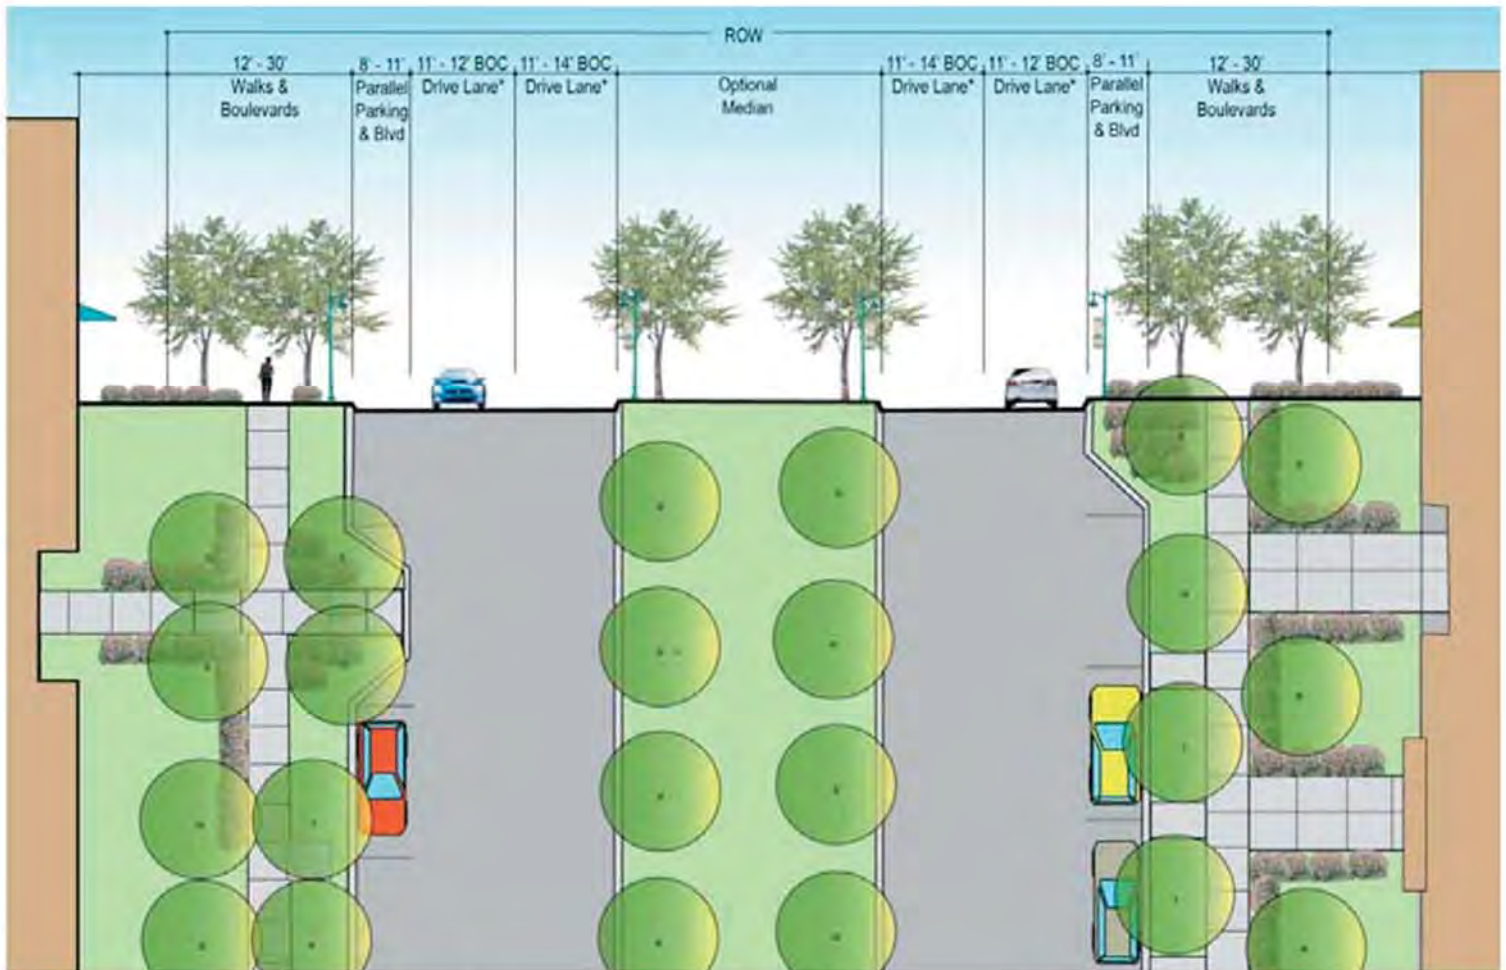 ROW
12' - 30'
Walks &
Boulevards
8' - 11'
Parallel
Parking
& Blvd
11' - 12' BOC
Drive Lane*
11' - 14' BOC
Drive Lane*
Optional
Median
11' - 14' BOC
Drive Lane*
11' - 12' BOC
Drive Lane*
8' - 11'
Parallel
Parking
& Blvd
12' - 30'
Walks &
Boulevards